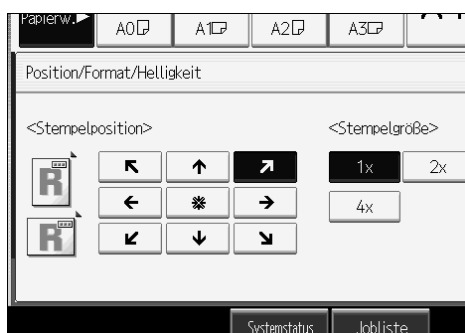 Papierw.►
A0 A1 A2 A3
Position/Format/Helligkeit
<Stempelposition> <Stempelgröße>
R 1x 2x
R 4x
Systemstatus Jobliste